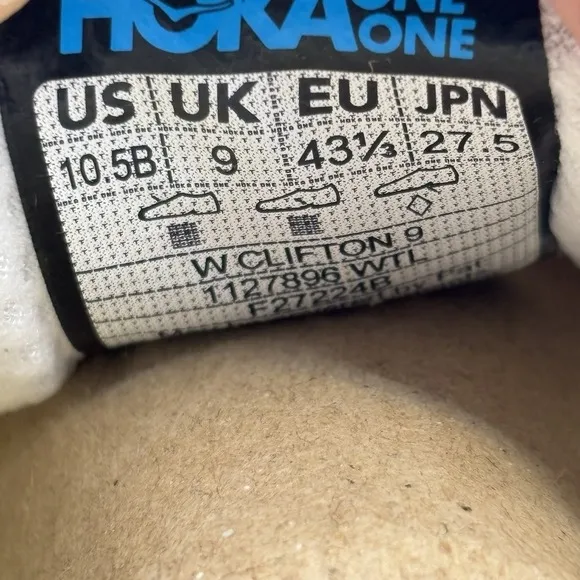 HOKA ONE ONE
US UK EU JPN
10.5B 9 43⅓ 27.5
W CLIFTON 9
1127896 WTL
F27224B